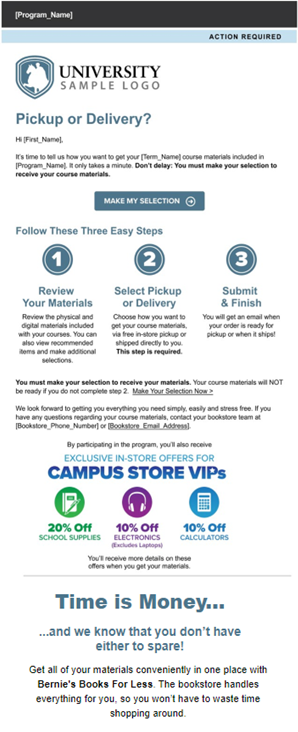 [Program_Name]
ACTION REQUIRED
UNIVERSITY
SAMPLE LOGO
Pickup or Delivery?
Hi [First_Name],
It's time to tell us how you want to get your [Term_Name] course materials included in
[Program_Name]. It only takes a minute. Don't delay: You must make your selection to
receive your course materials.
MAKE MY SELECTION
Follow These Three Easy Steps
1
2
3
Review
Your Materials
Review the physical and
digital materials included
with your courses. You can
also view recommended
items and make additional
selections.
Select Pickup
or Delivery
Choose how you want to
get your course materials,
via free in-store pickup or
shipped directly to you.
This step is required.
Submit
& Finish
You will get an email when
your order is ready for
pickup or when it ships!
You must make your selection to receive your materials. Your course materials will NOT
be ready if you do not complete step 2. Make Your Selection Now >
We look forward to getting you everything you need simply, easily and stress free. If you
have any questions regarding your course materials, contact your bookstore team at
[Bookstore_Phone_Number] or [Bookstore_Email_Address].
By participating in the program, you'll also receive
EXCLUSIVE IN-STORE OFFERS FOR
CAMPUS STORE VIPs
20% Off
SCHOOL SUPPLIES
10% Off
ELECTRONICS
(Excludes Laptops)
10% Off
CALCULATORS
You'll receive more details on these
offers when you get your materials.
Time is Money...
...and we know that you don't have
either to spare!
Get all of your materials conveniently in one place with
Bernie's Books For Less. The bookstore handles
everything for you, so you won't have to waste time
shopping around.